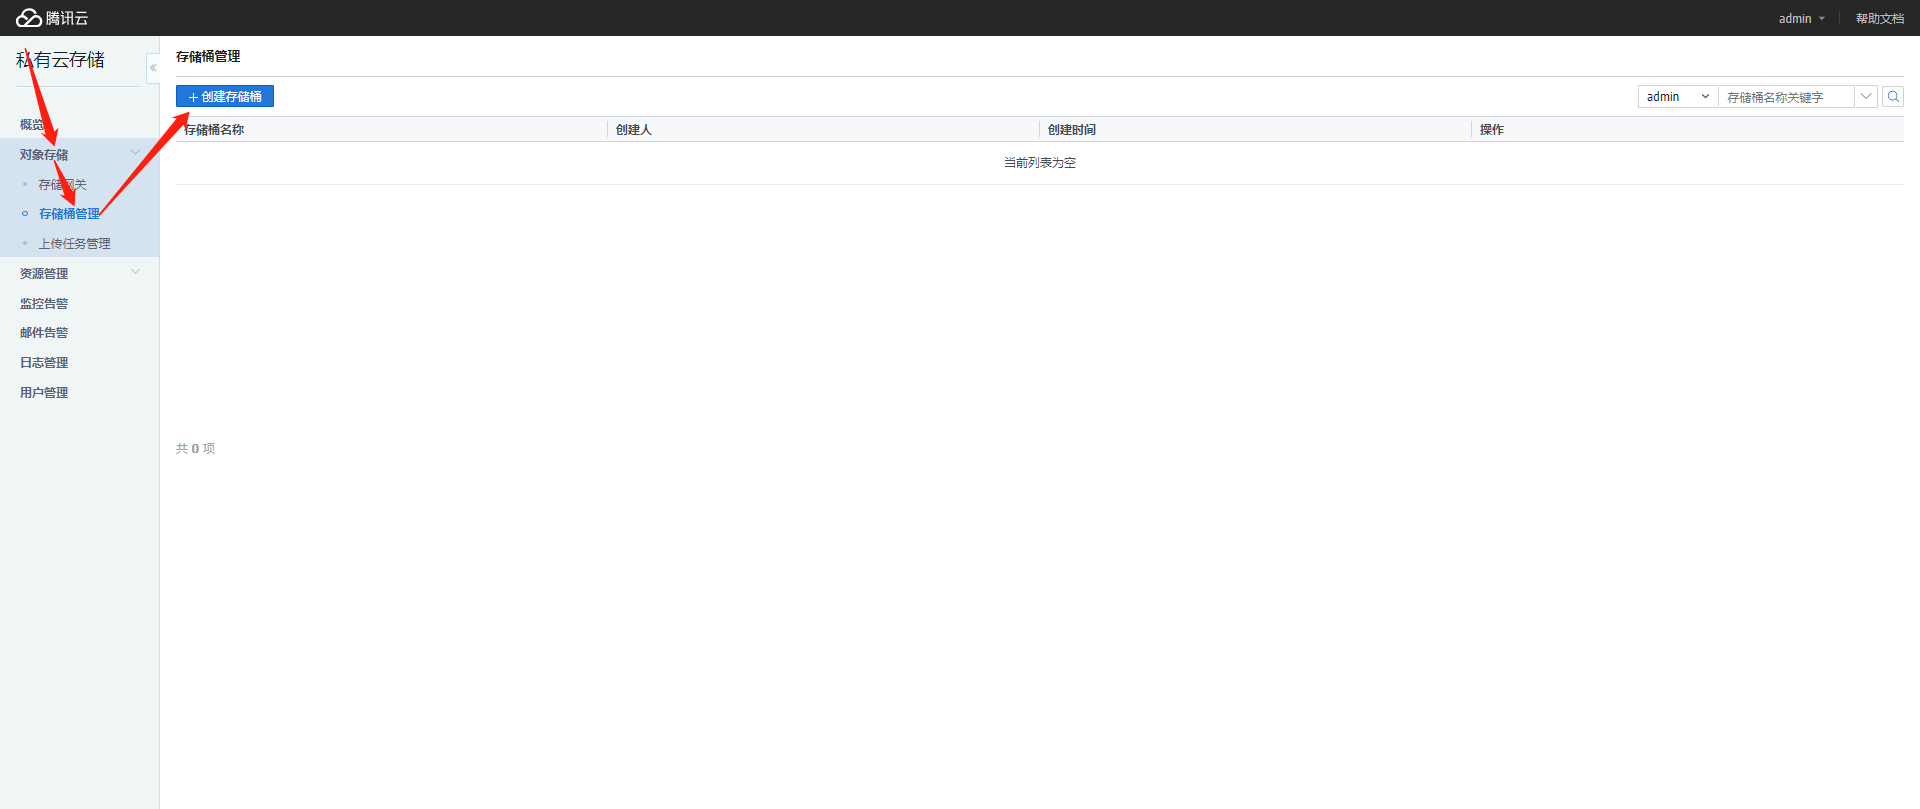 腾讯云
admin
帮助文档
私有云存储
概览
对象存储
存储网关
存储桶管理
上传任务管理
资源管理
监控告警
邮件告警
日志管理
用户管理
存储桶管理
+ 创建存储桶
admin
存储桶名称关键字
存储桶名称 创建人 创建时间 操作
当前列表为空
共 0 项